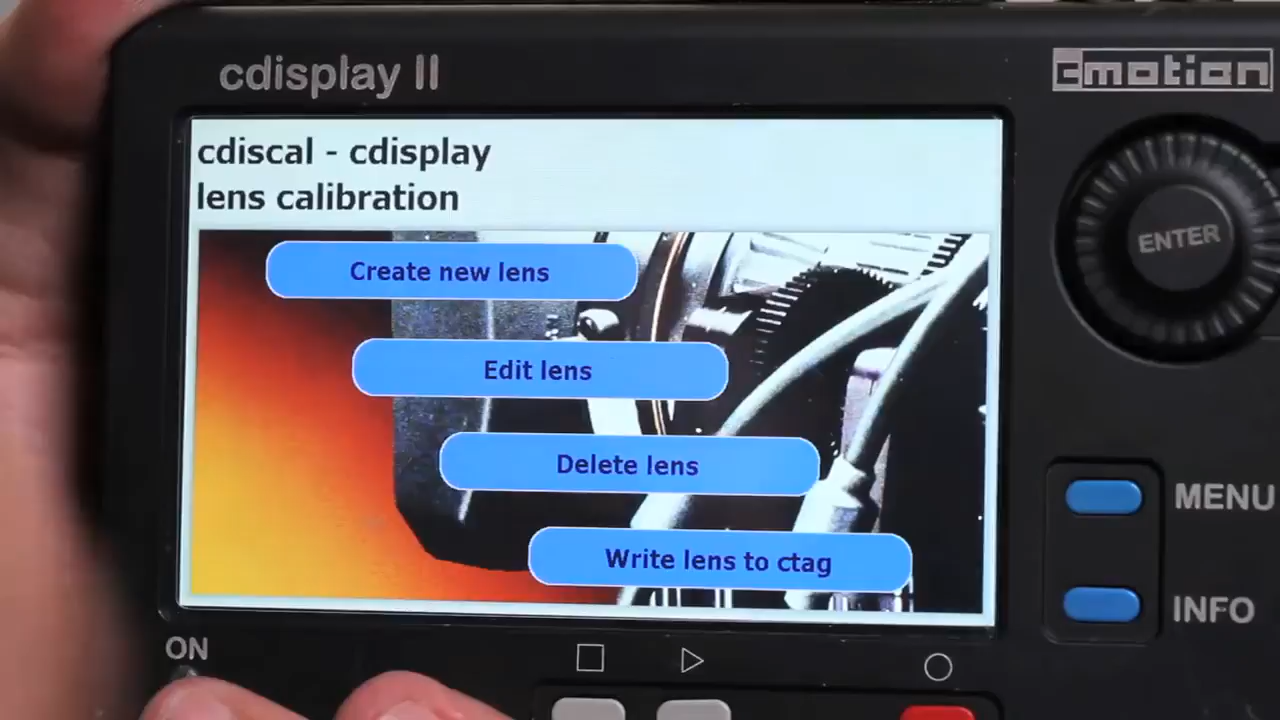 cdisplay II
cmotion
cdiscal - cdisplay
lens calibration
Create new lens
Edit lens
Delete lens
Write lens to ctag
ENTER
MENU
INFO
ON